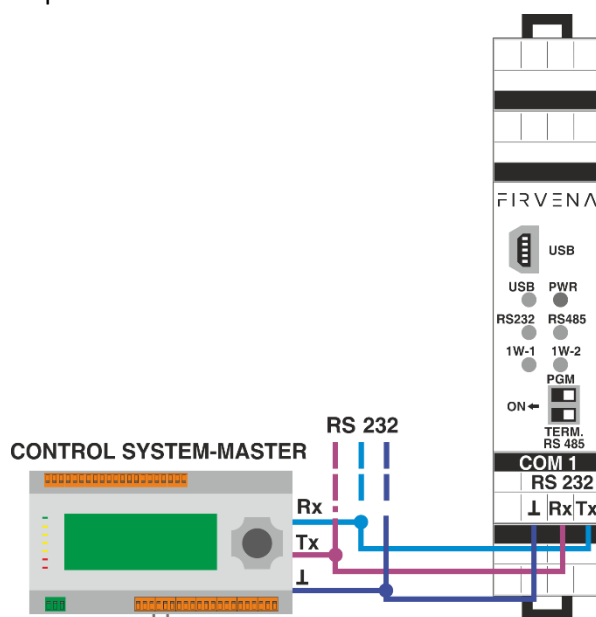 FIRVENA
USB
USB PWR
RS232 RS485
1W-1 1W-2
PGM
ON←
TERM.
RS 485
RS 232
CONTROL SYSTEM-MASTER
COM 1
RS 232
⊥ Rx Tx
Rx
Tx
⊥